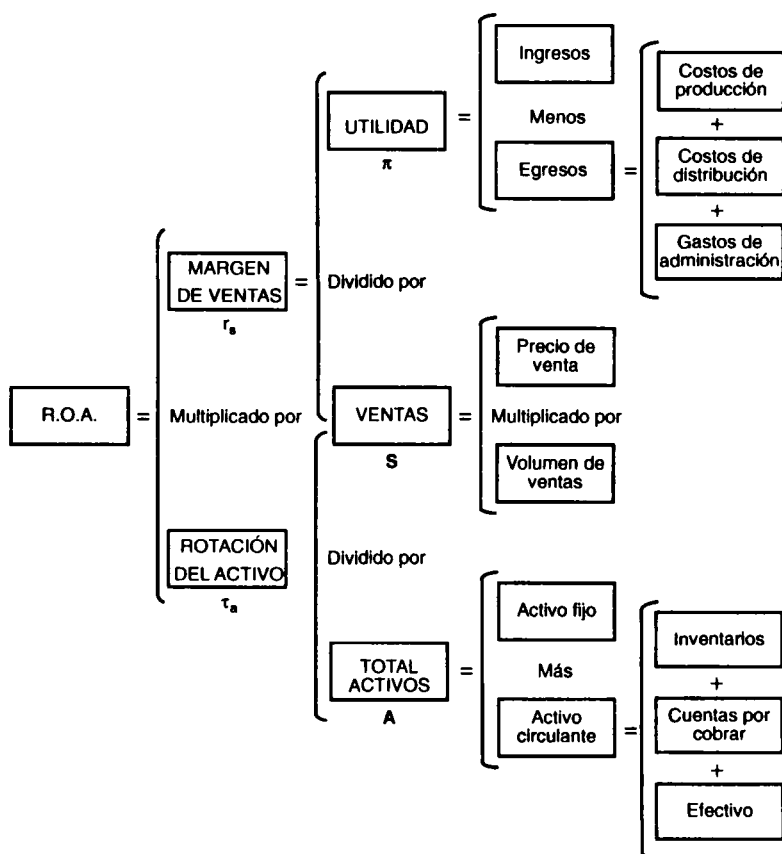 Ingresos
Menos
Egresos
=
Costos de
producción
+
Costos de
distribución
+
Gastos de
administración
UTILIDAD
π
=
Dividido por
VENTAS
S
=
Precio de
venta
Multiplicado por
Volumen de
ventas
MARGEN
DE VENTAS
rs
=
R.O.A.
=
Multiplicado por
ROTACIÓN
DEL ACTIVO
τa
Dividido por
TOTAL
ACTIVOS
A
=
Activo fijo
Más
Activo
circulante
=
Inventarios
+
Cuentas por
cobrar
+
Efectivo